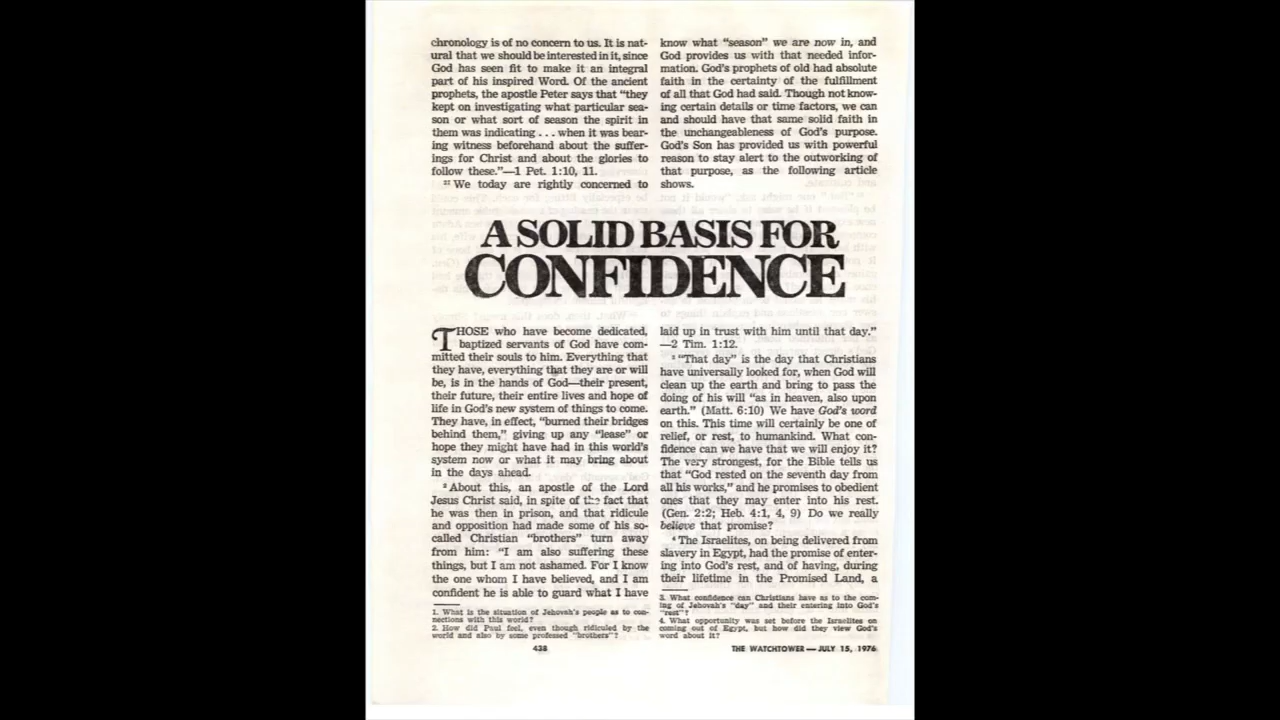 chronology is of no concern to us. It is nat-
ural that we should be interested in it, since
God has seen fit to make it an integral
part of his inspired Word. Of the ancient
prophets, the apostle Peter says that “they
kept on investigating what particular sea-
son or what sort of season the spirit in
them was indicating . . . when it was bear-
ing witness beforehand about the suffer-
ings for Christ and about the glories to
follow these.”—1 Pet. 1:10, 11.
²² We today are rightly concerned to
know what “season” we are now in, and
God provides us with that needed infor-
mation. God’s prophets of old had absolute
faith in the certainty of the fulfillment
of all that God had said. Though not know-
ing certain details or time factors, we can
and should have that same solid faith in
the unchangeableness of God’s purpose.
God’s Son has provided us with powerful
reason to stay alert to the outworking of
that purpose, as the following article
shows.
A SOLID BASIS FOR
CONFIDENCE
THOSE who have become dedicated,
baptized servants of God have com-
mitted their souls to him. Everything that
they have, everything that they are or will
be, is in the hands of God—their present,
their future, their entire lives and hope of
life in God’s new system of things to come.
They have, in effect, “burned their bridges
behind them,” giving up any “lease” or
hope they might have had in this world’s
system now or what it may bring about
in the days ahead.
² About this, an apostle of the Lord
Jesus Christ said, in spite of the fact that
he was then in prison, and that ridicule
and opposition had made some of his so-
called Christian “brothers” turn away
from him: “I am also suffering these
things, but I am not ashamed. For I know
the one whom I have believed, and I am
confident he is able to guard what I have
laid up in trust with him until that day.”
—2 Tim. 1:12.
³ “That day” is the day that Christians
have universally looked for, when God will
clean up the earth and bring to pass the
doing of his will “as in heaven, also upon
earth.” (Matt. 6:10) We have God’s word
on this. This time will certainly be one of
relief, or rest, to humankind. What con-
fidence can we have that we will enjoy it?
The very strongest, for the Bible tells us
that “God rested on the seventh day from
all his works,” and he promises to obedient
ones that they may enter into his rest.
(Gen. 2:2; Heb. 4:1, 4, 9) Do we really
believe that promise?
⁴ The Israelites, on being delivered from
slavery in Egypt, had the promise of enter-
ing into God’s rest, and of having, during
their lifetime in the Promised Land, a
1. What is the situation of Jehovah’s people as to con-
nections with this world?
2. How did Paul feel, even though ridiculed by the
world and also by some professed “brothers”?
3. What confidence can Christians have as to the com-
ing of Jehovah’s “day” and their entering into God’s
“rest”?
4. What opportunity was set before the Israelites on
coming out of Egypt, but how did they view God’s
word about it?
438
THE WATCHTOWER—JULY 15, 1976